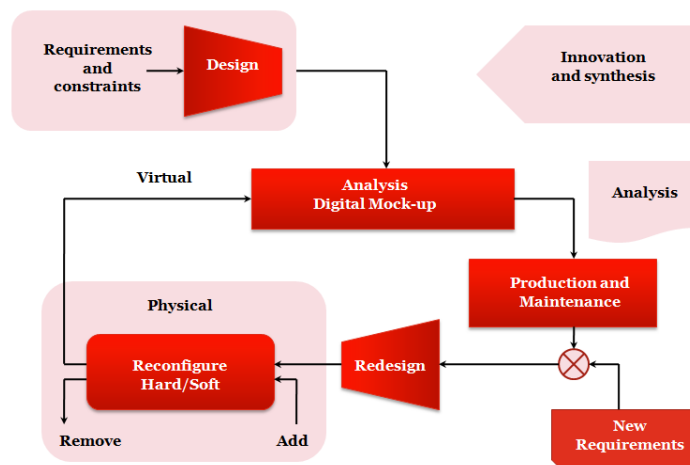 Requirements
and
constraints
Design
Innovation
and synthesis
Virtual
Analysis
Digital Mock-up
Analysis
Production and
Maintenance
Physical
Reconfigure
Hard/Soft
Redesign
Remove
Add
New
Requirements